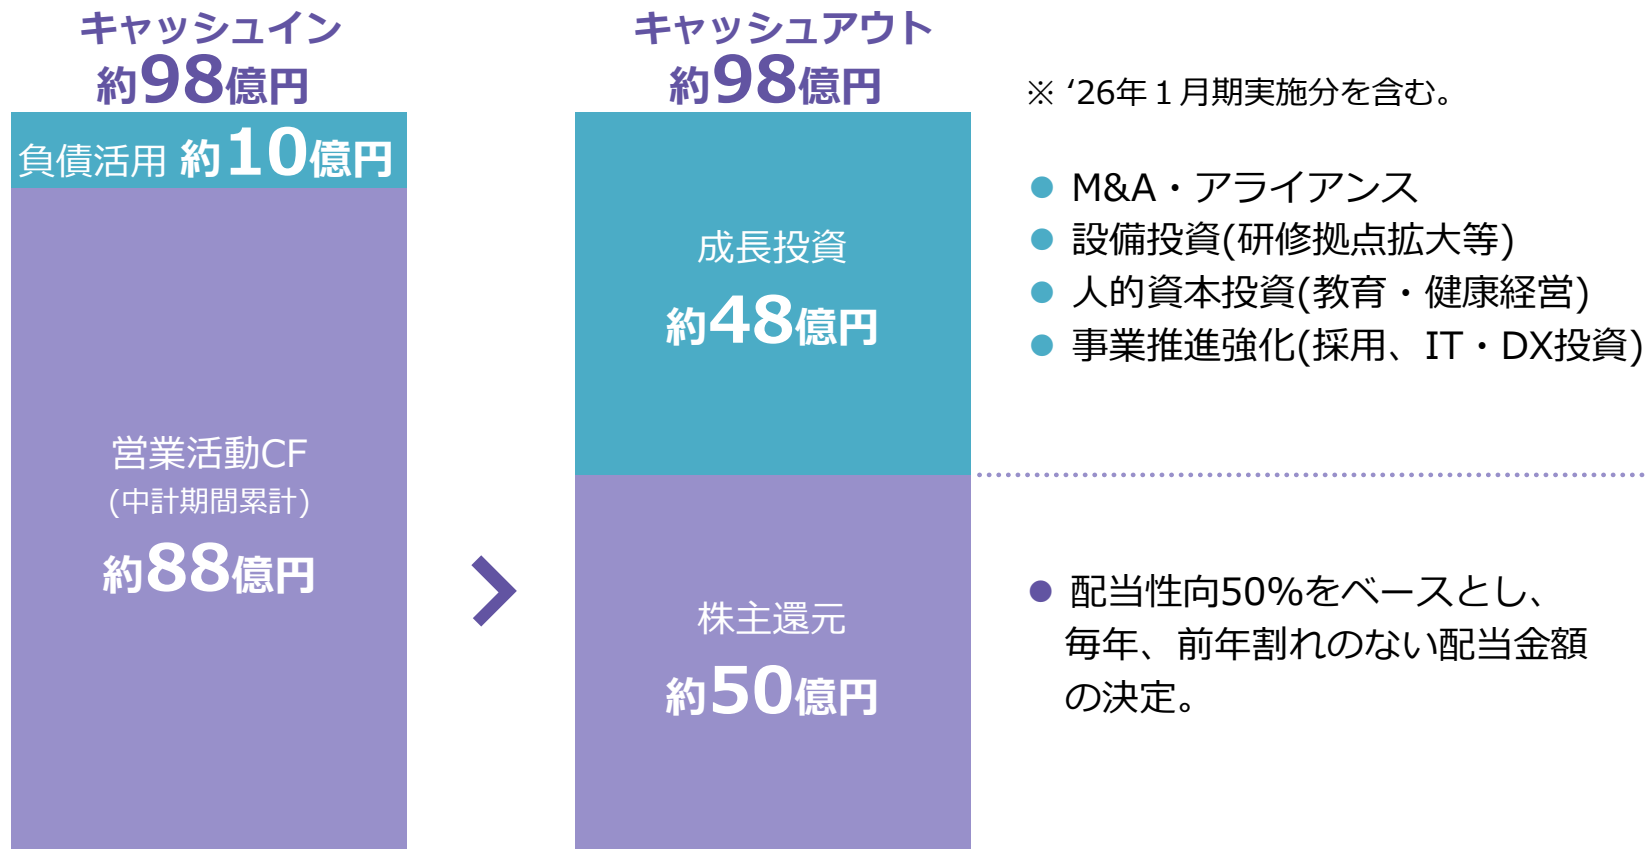 キャッシュイン
約98億円
負債活用 約10億円
営業活動CF
(中計期間累計)
約88億円
キャッシュアウト
約98億円
成長投資
約48億円
株主還元
約50億円
※ ‘26年１月期実施分を含む。
● M&A・アライアンス
● 設備投資(研修拠点拡大等)
● 人的資本投資(教育・健康経営)
● 事業推進強化(採用、IT・DX投資)
● 配当性向50%をベースとし、
毎年、前年割れのない配当金額
の決定。